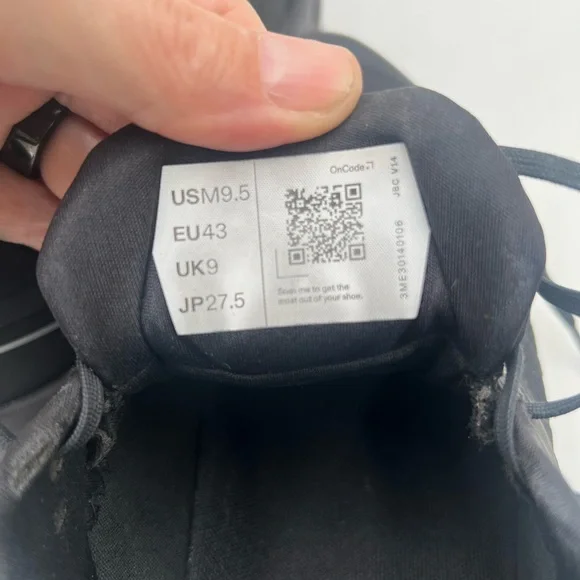 USM9.5
EU43
UK9
JP27.5
OnCode
Scan me to get the
most out of your shoe.
3ME30140106
JBC V14